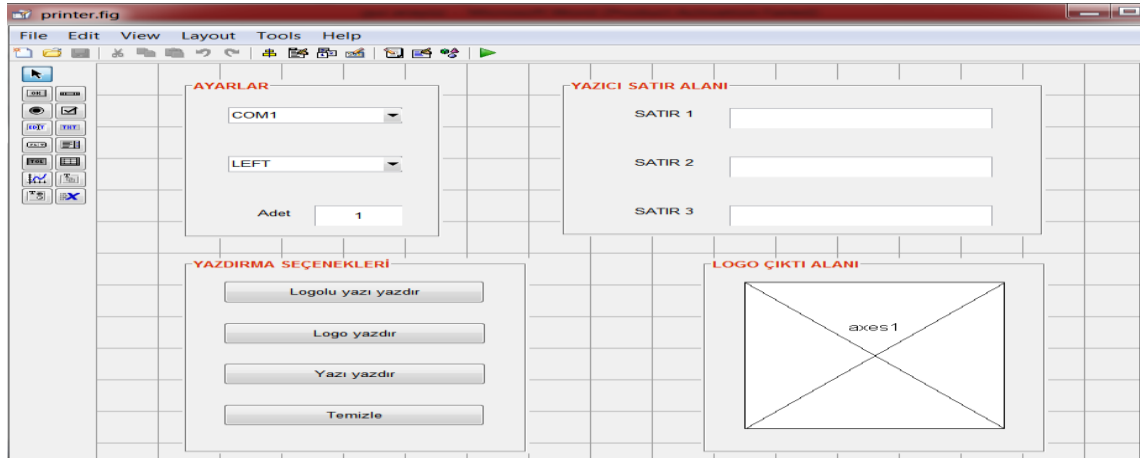 printer.fig
File Edit View Layout Tools Help
AYARLAR
COM1
LEFT
Adet 1
YAZICI SATIR ALANI
SATIR 1
SATIR 2
SATIR 3
YAZDIRMA SEÇENEKLERİ
Logolu yazı yazdır
Logo yazdır
Yazı yazdır
Temizle
LOGO ÇIKTI ALANI
axes1